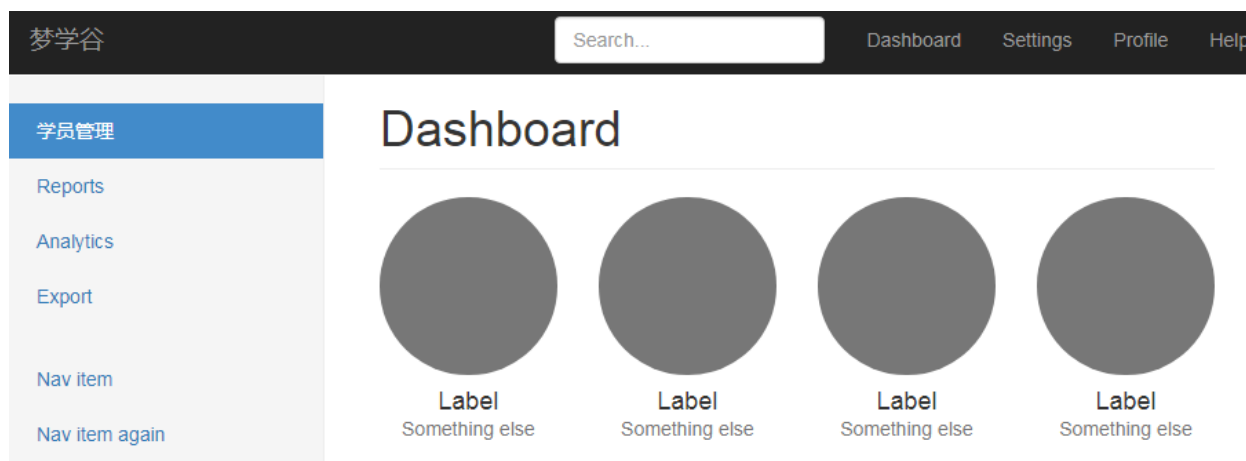 梦学谷
Search...
Dashboard
Settings
Profile
Help
学员管理
Reports
Analytics
Export
Nav item
Nav item again
Dashboard
Label
Something else
Label
Something else
Label
Something else
Label
Something else